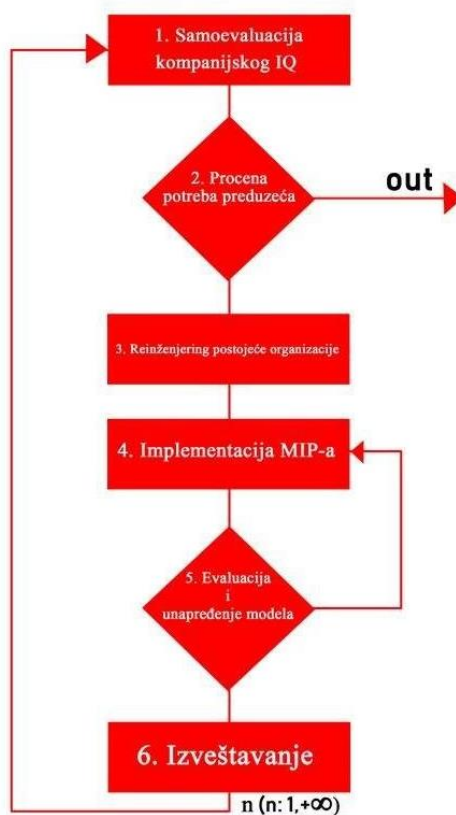 1. Samoevaluacija
kompanijskog IQ
2. Procena
potreba preduzeća
out
3. Reinženjering postojeće organizacije
4. Implementacija MIP-a
5. Evaluacija
i
unapređenje modela
6. Izveštavanje
n (n: 1,+∞)